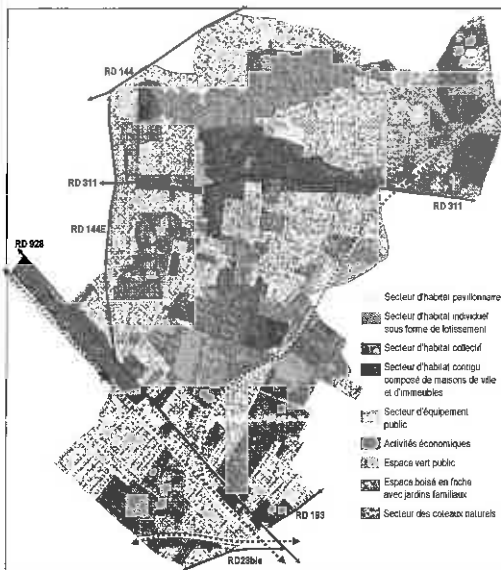 RD 144
RD 311
RD 144E
RD 311
RD 928
Secteur d'habitat pavillonnaire
Secteur d'habitat individuel
sous forme de lotissement
Secteur d'habitat collectif
Secteur d'habitat contigu
composé de maisons de ville
et d'immeubles
Secteur d'équipement
public
Activités économiques
Espace vert public
Espace boisé en friche
avec jardins familiaux
Secteur des coteaux naturels
RD 193
RD23bis